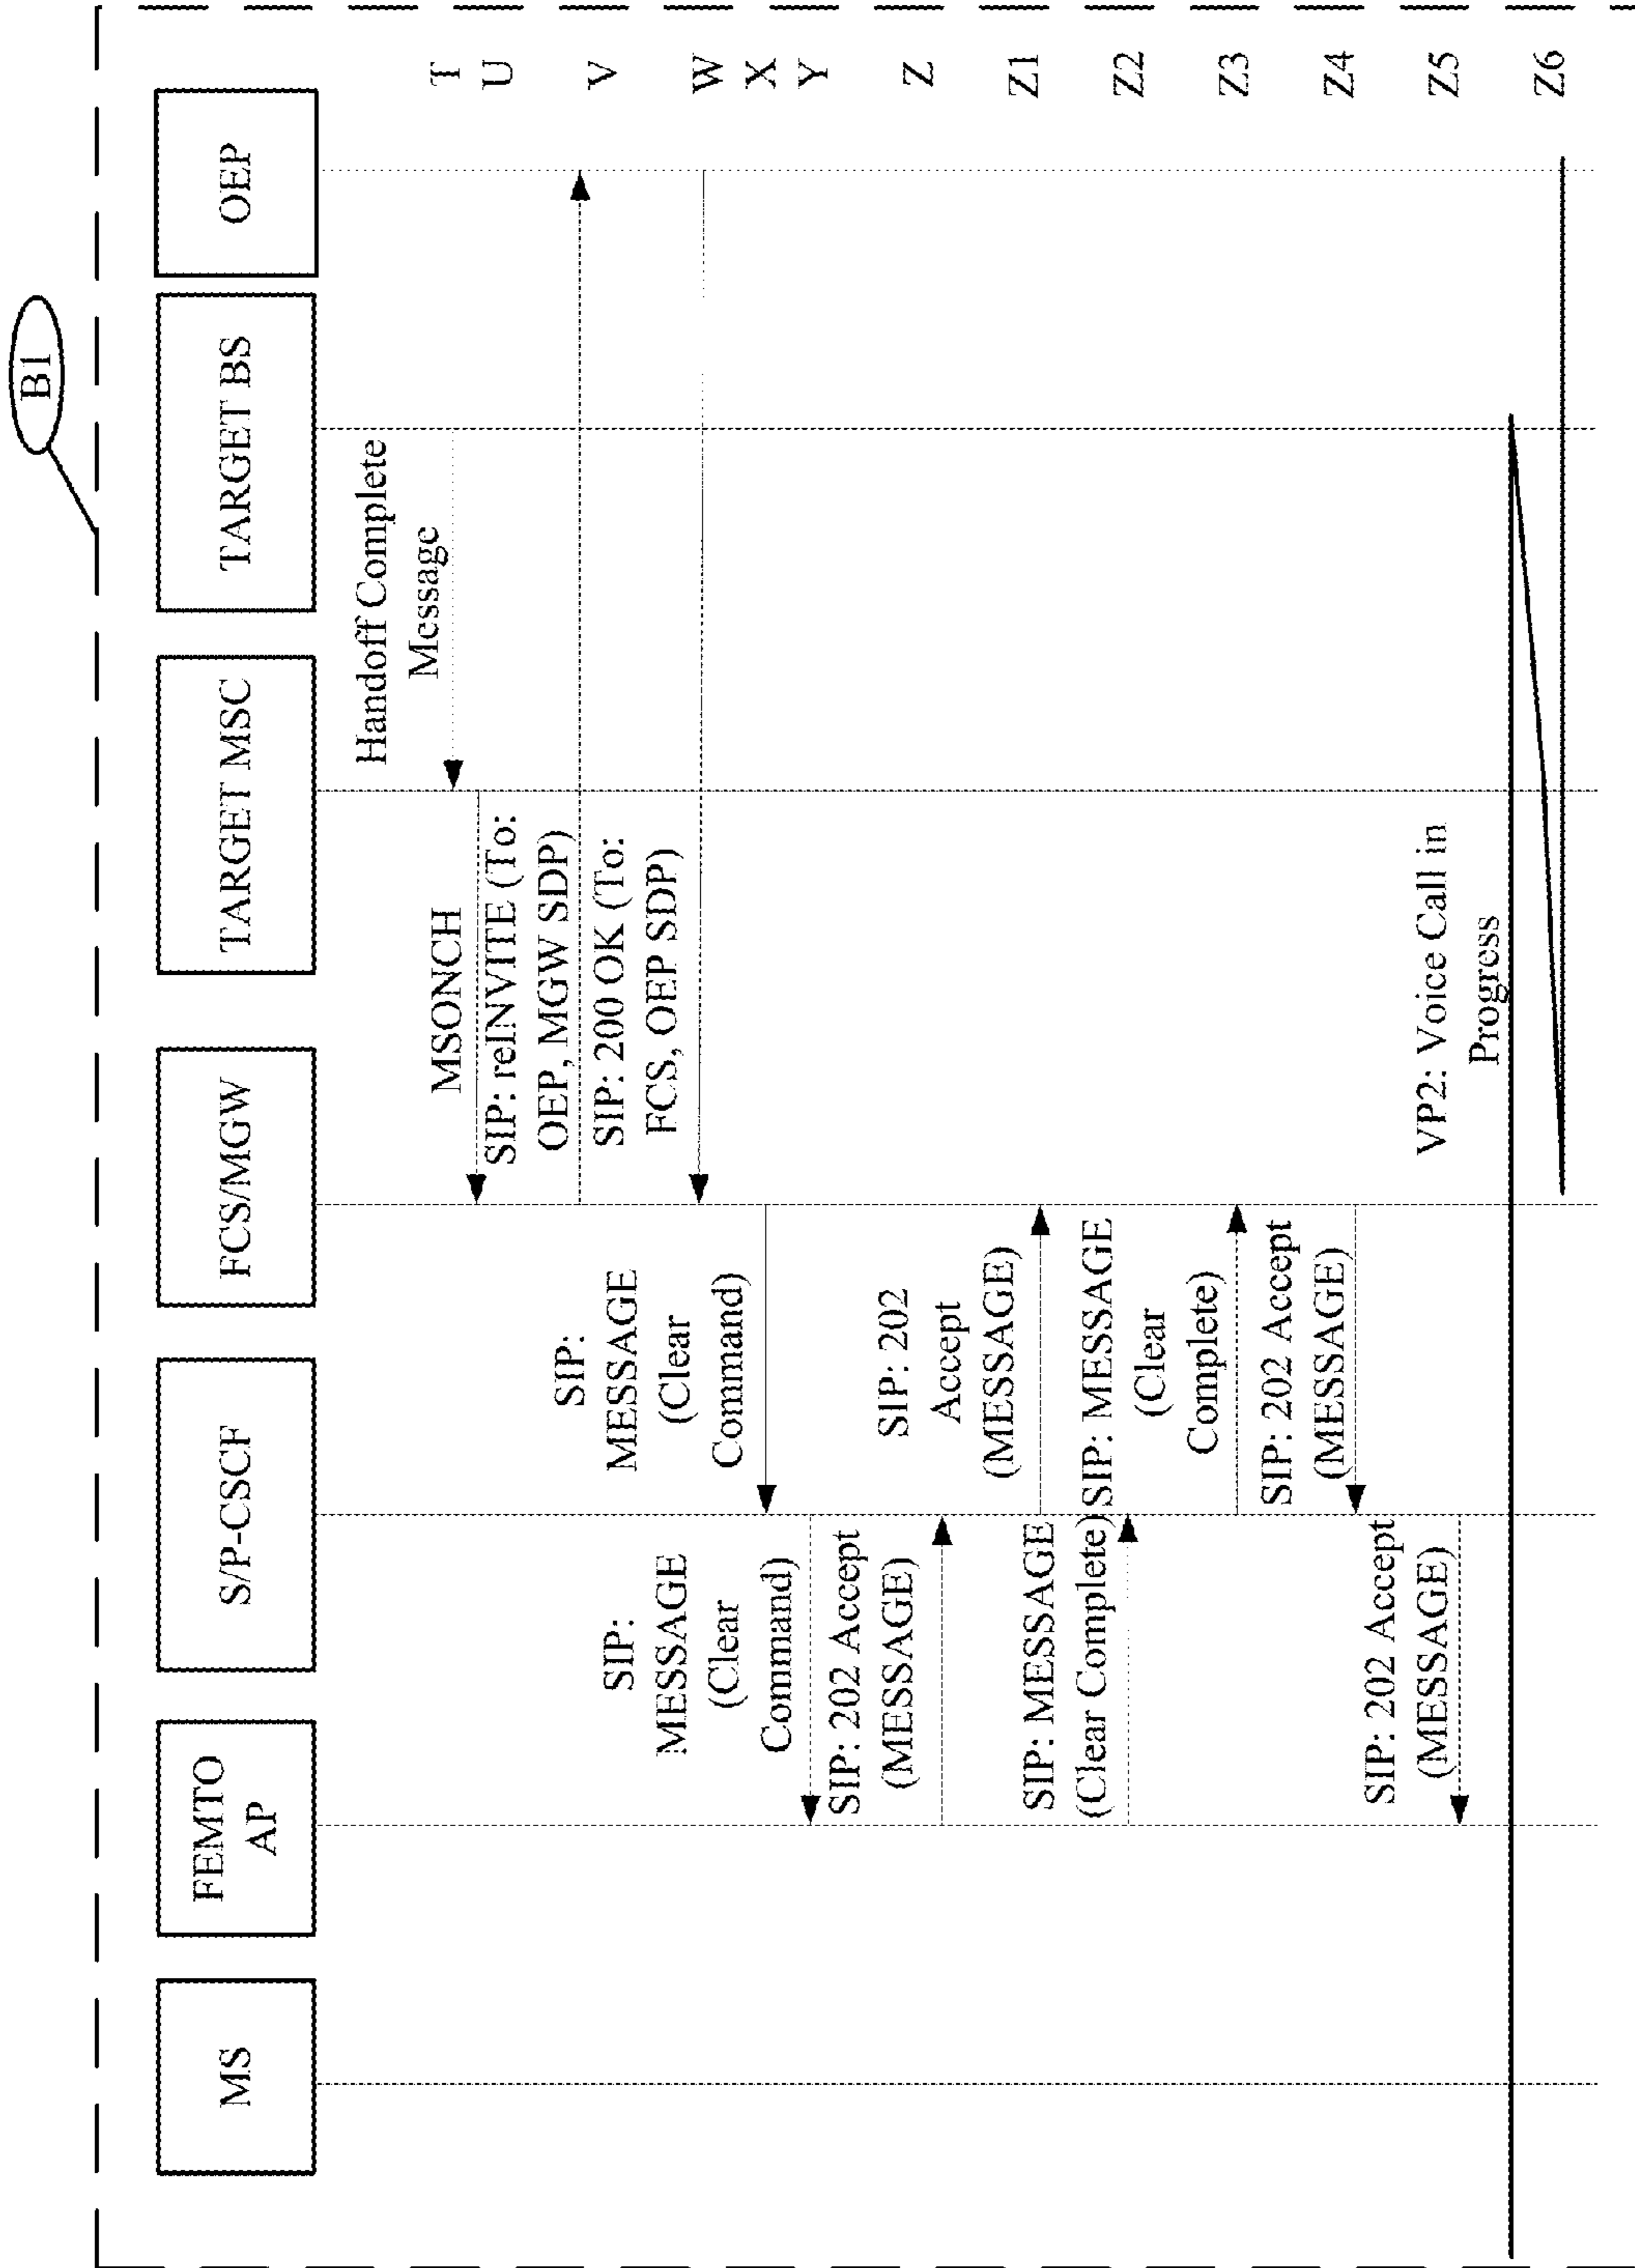 B1
MS
FEMTO
AP
S/P-CSCF
FCS/MGW
TARGET MSC
TARGET BS
OEP
Handoff Complete
Message
T
MSONCH
U
SIP: reINVITE (To:
OEP, MGW SDP)
V
SIP: 200 OK (To:
FCS, OEP SDP)
W
SIP:
MESSAGE
(Clear
Command)
X
SIP:
MESSAGE
(Clear
Command)
Y
SIP: 202 Accept
(MESSAGE)
Z
SIP: 202
Accept
(MESSAGE)
Z1
SIP: MESSAGE
(Clear Complete)
Z2
SIP: MESSAGE
(Clear
Complete)
Z3
SIP: 202 Accept
(MESSAGE)
Z4
SIP: 202 Accept
(MESSAGE)
Z5
VP2: Voice Call in
Progress
Z6